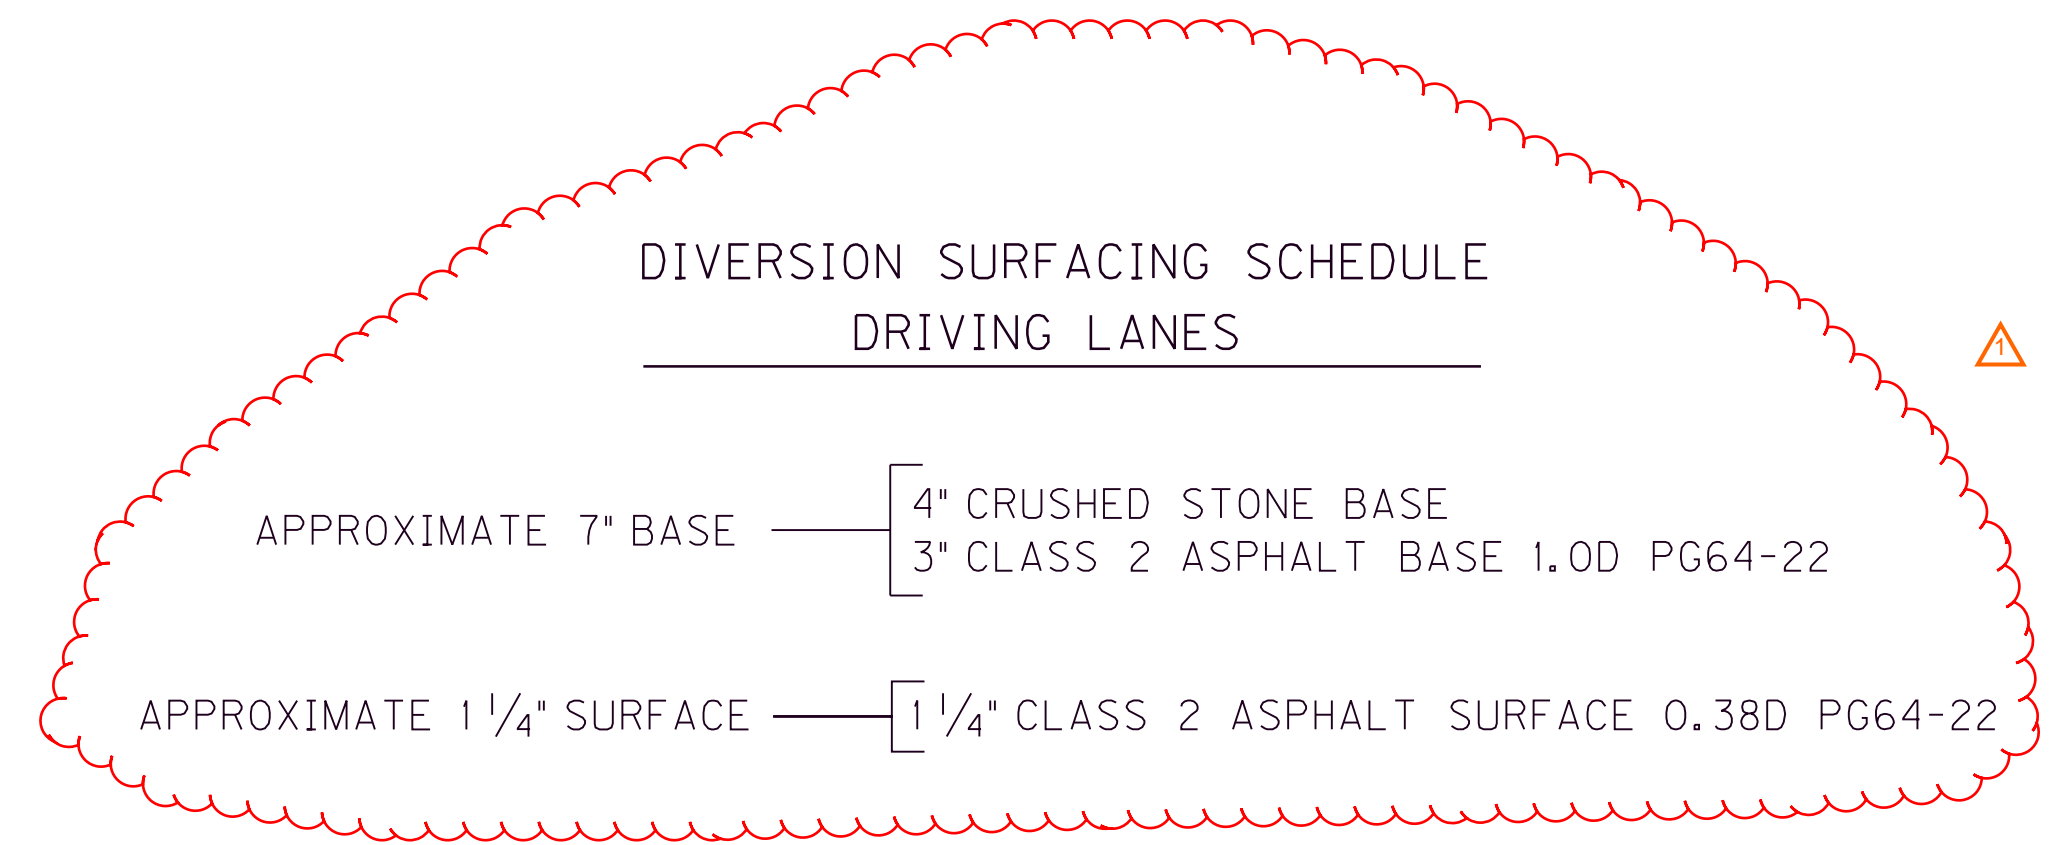 DIVERSION SURFACING SCHEDULE
DRIVING LANES
1
4" CRUSHED STONE BASE
APPROXIMATE 7" BASE
3" CLASS 2 ASPHALT BASE 1.0D PG64-22
APPROXIMATE 1 1/4" SURFACE
1 1/4" CLASS 2 ASPHALT SURFACE 0.38D PG64-22